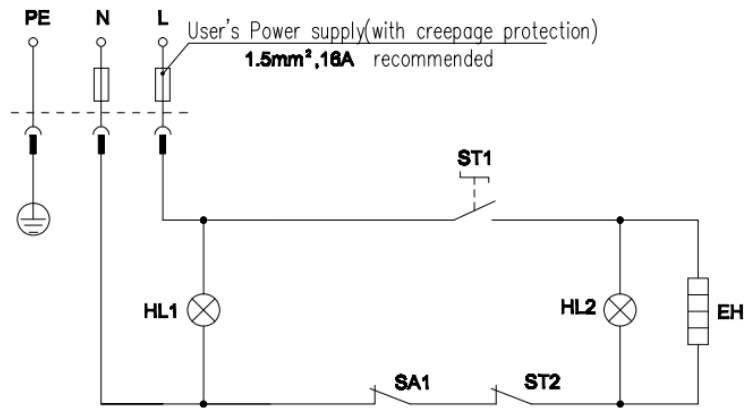 PE N L
User's Power supply(with creepage protection)
1.5mm²,16A recommended
ST1
HL1
HL2
EH
SA1
ST2